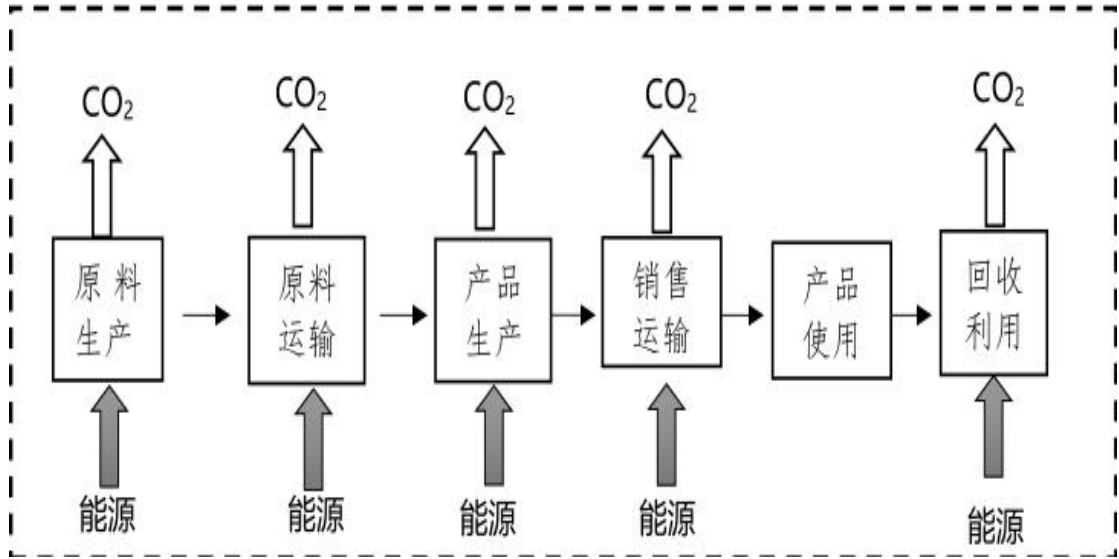 CO₂
CO₂
CO₂
CO₂
CO₂
原料
生产
原料
运输
产品
生产
销售
运输
产品
使用
回收
利用
能源
能源
能源
能源
能源